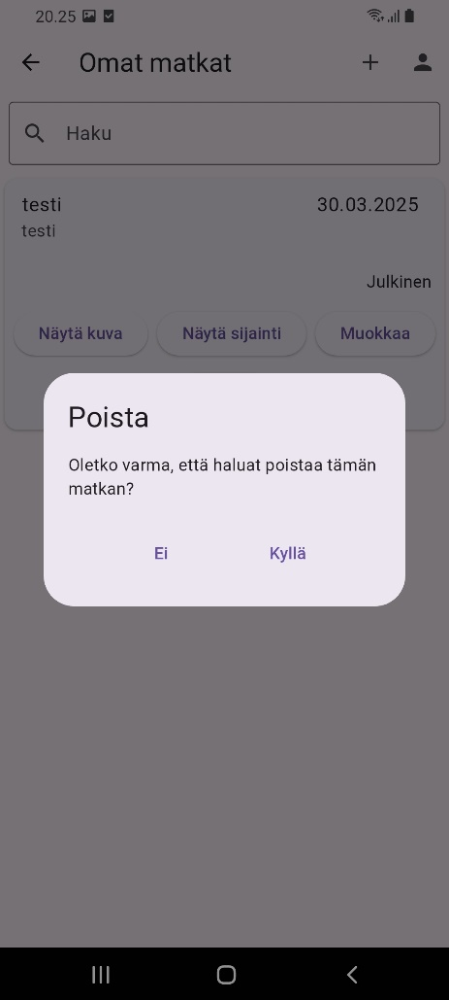 20.25
Omat matkat
Haku
testi 30.03.2025
testi
Julkinen
Näytä kuva Näytä sijainti Muokkaa
Poista
Oletko varma, että haluat poistaa tämän
matkan?
Ei Kyllä